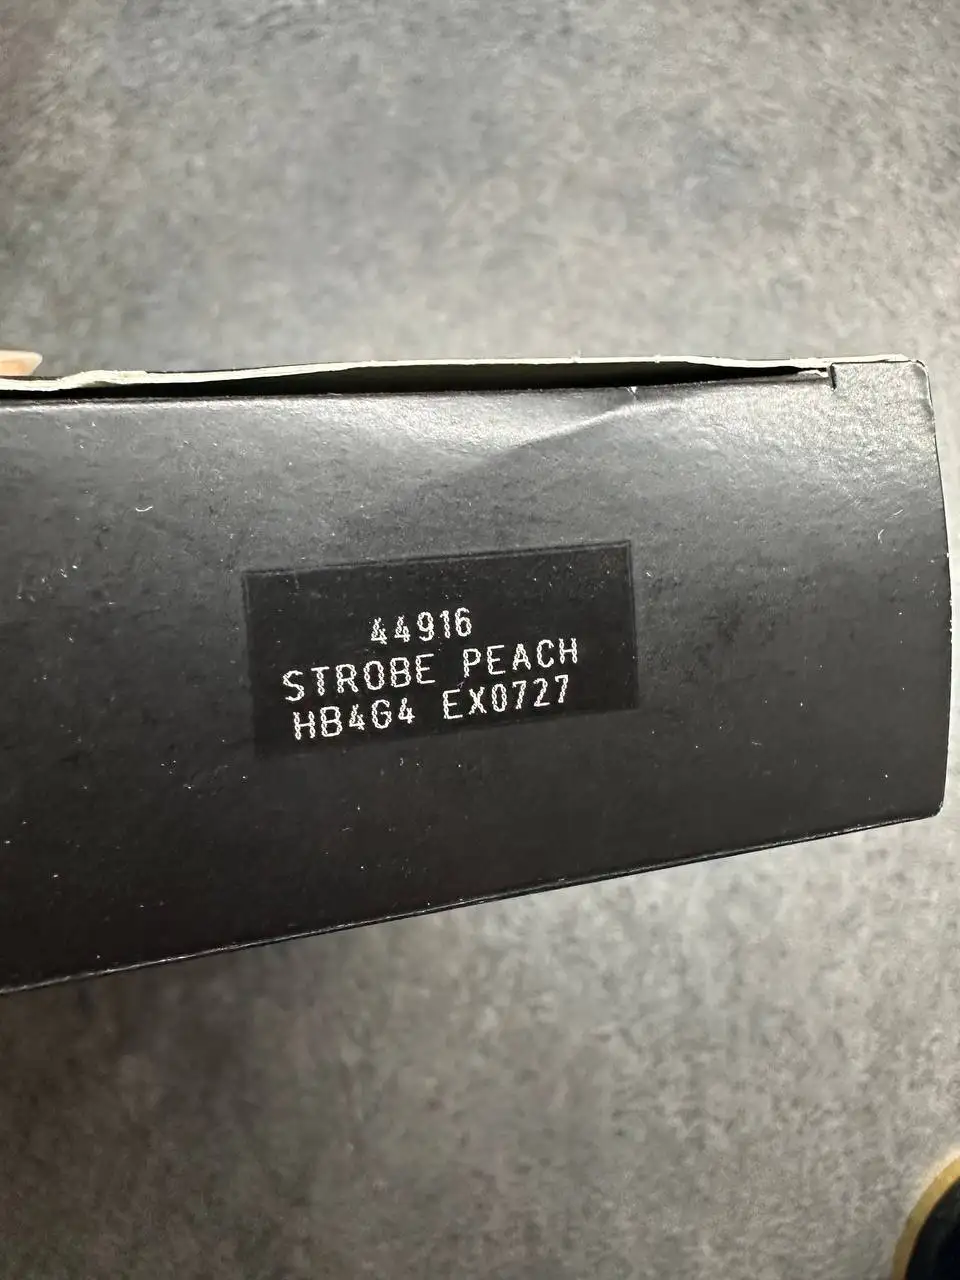 44916
STROBE PEACH
HB4G4 EX0727